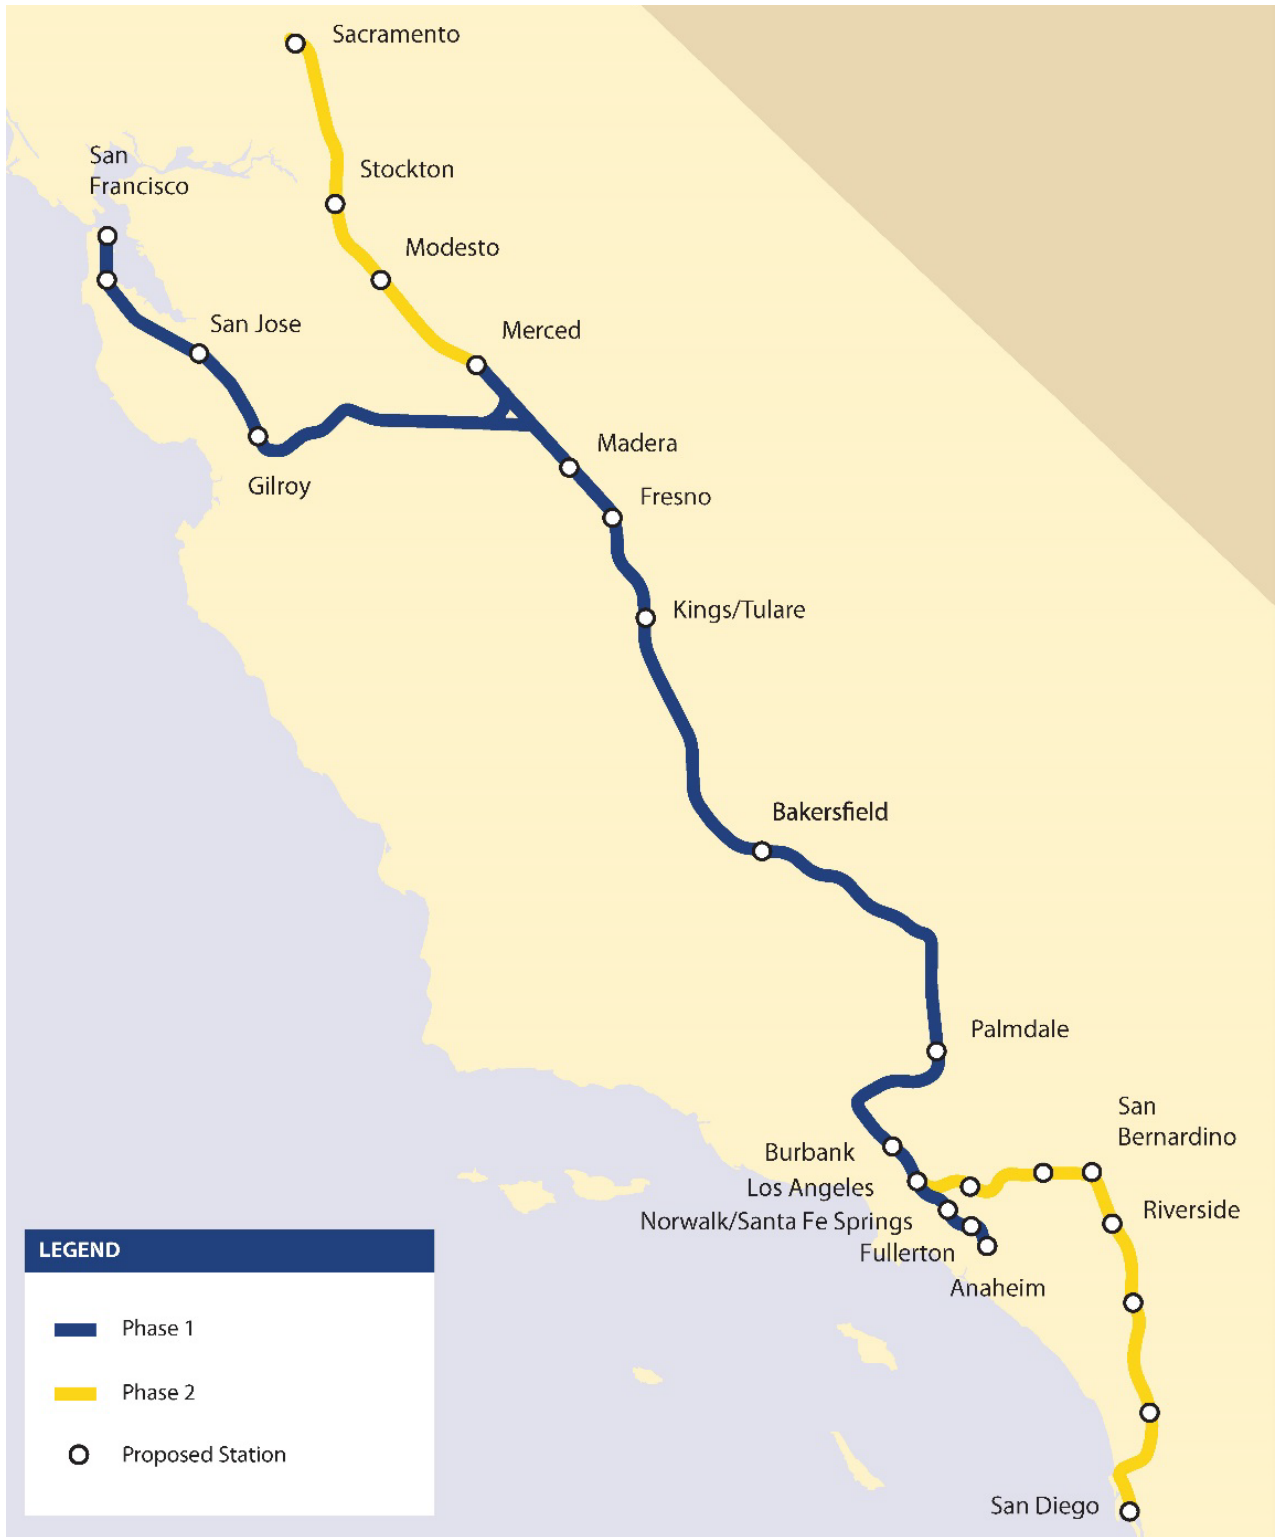 Sacramento
San
Francisco
Stockton
Modesto
San Jose
Merced
Madera
Gilroy
Fresno
Kings/Tulare
Bakersfield
Palmdale
San
Bernardino
Burbank
Los Angeles
Riverside
Norwalk/Santa Fe Springs
Fullerton
Anaheim
San Diego
LEGEND
Phase 1
Phase 2
Proposed Station